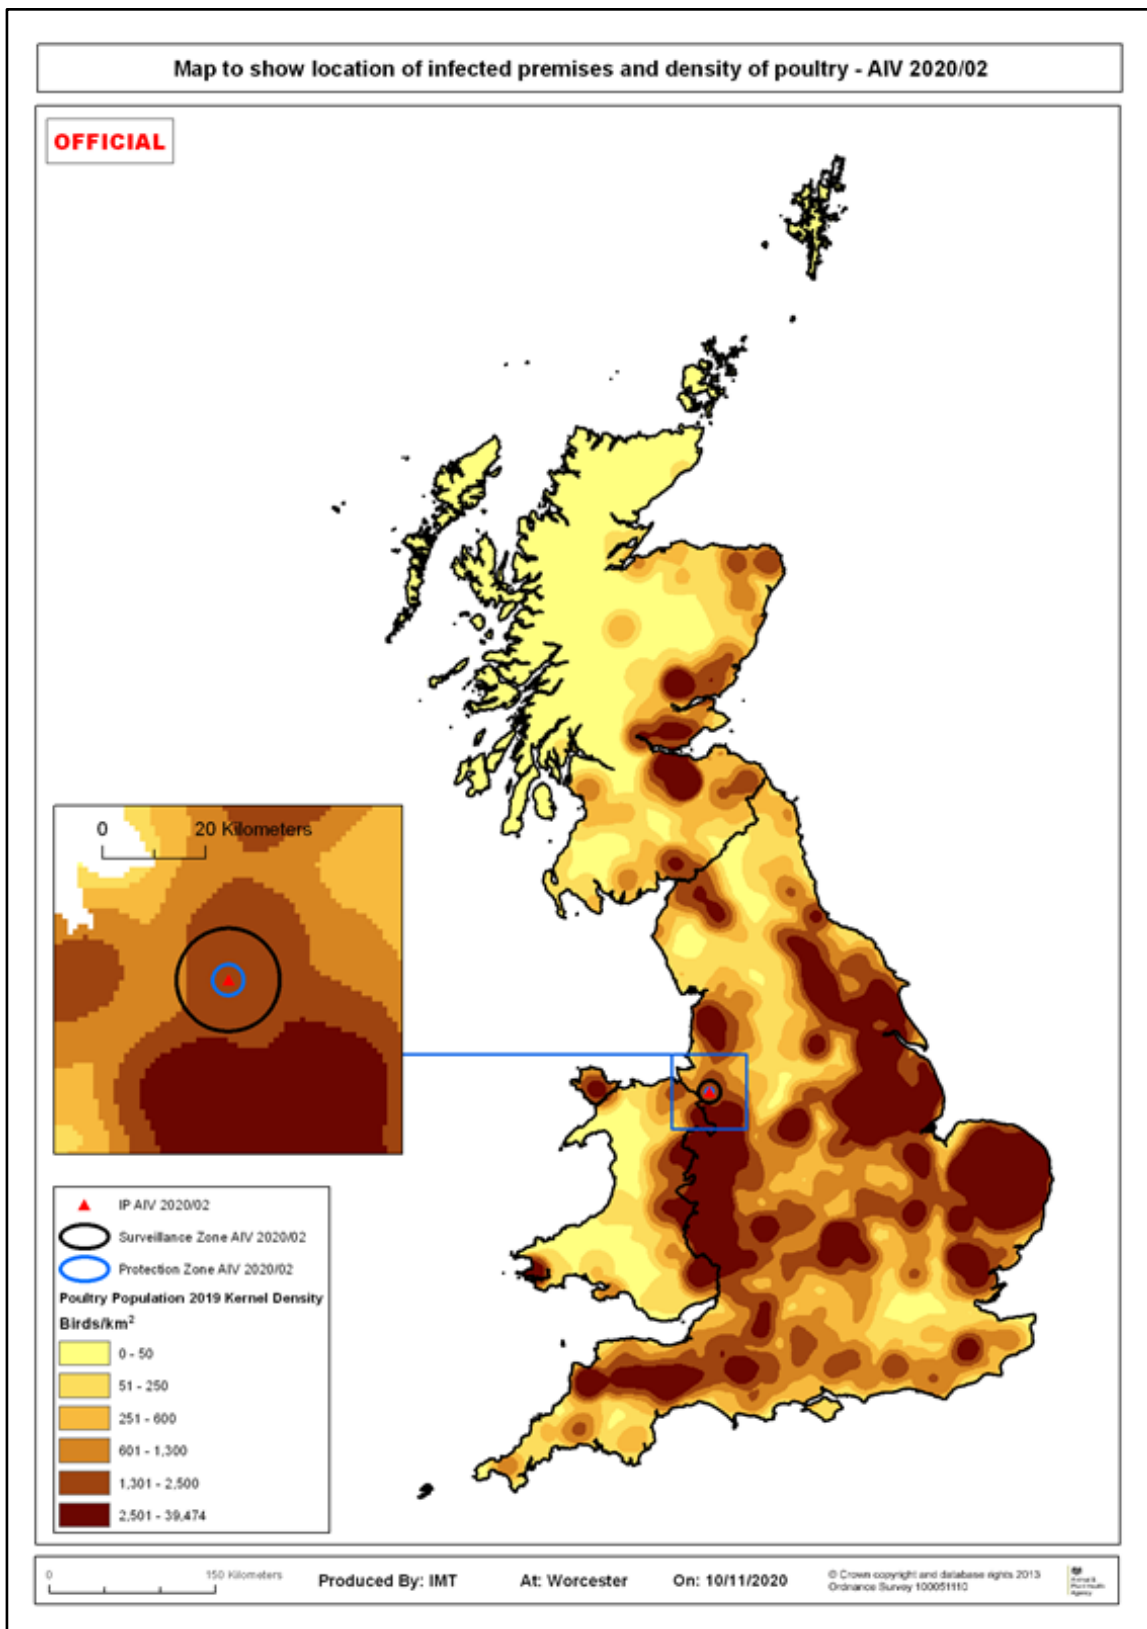 Map to show location of infected premises and density of poultry - AIV 2020/02
OFFICIAL
0 20 Kilometers
IP AIV 2020/02
Surveillance Zone AIV 2020/02
Protection Zone AIV 2020/02
Poultry Population 2019 Kernel Density
Birds/km²
0 - 50
51 - 250
251 - 600
601 - 1,300
1,301 - 2,500
2,501 - 39,474
0 150 Kilometers
Produced By: IMT At: Worcester On: 10/11/2020
© Crown copyright and database rights 2013
Ordnance Survey 100051110
Animal &
Plant Health
Agency